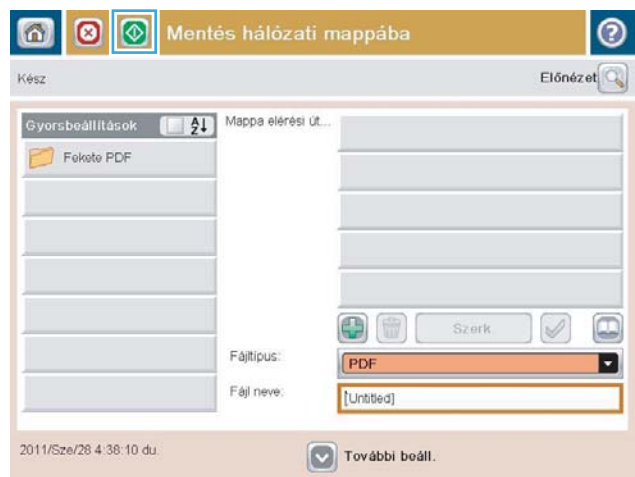 Mentés hálózati mappába
Kész
Előnézet
Gyorsbeállítások
Mappa elérési út...
Fekete PDF
Szerk.
Fájltípus:
PDF
Fájl neve:
[Untitled]
2011/Sze/28 4:38:10 du.
További beáll.